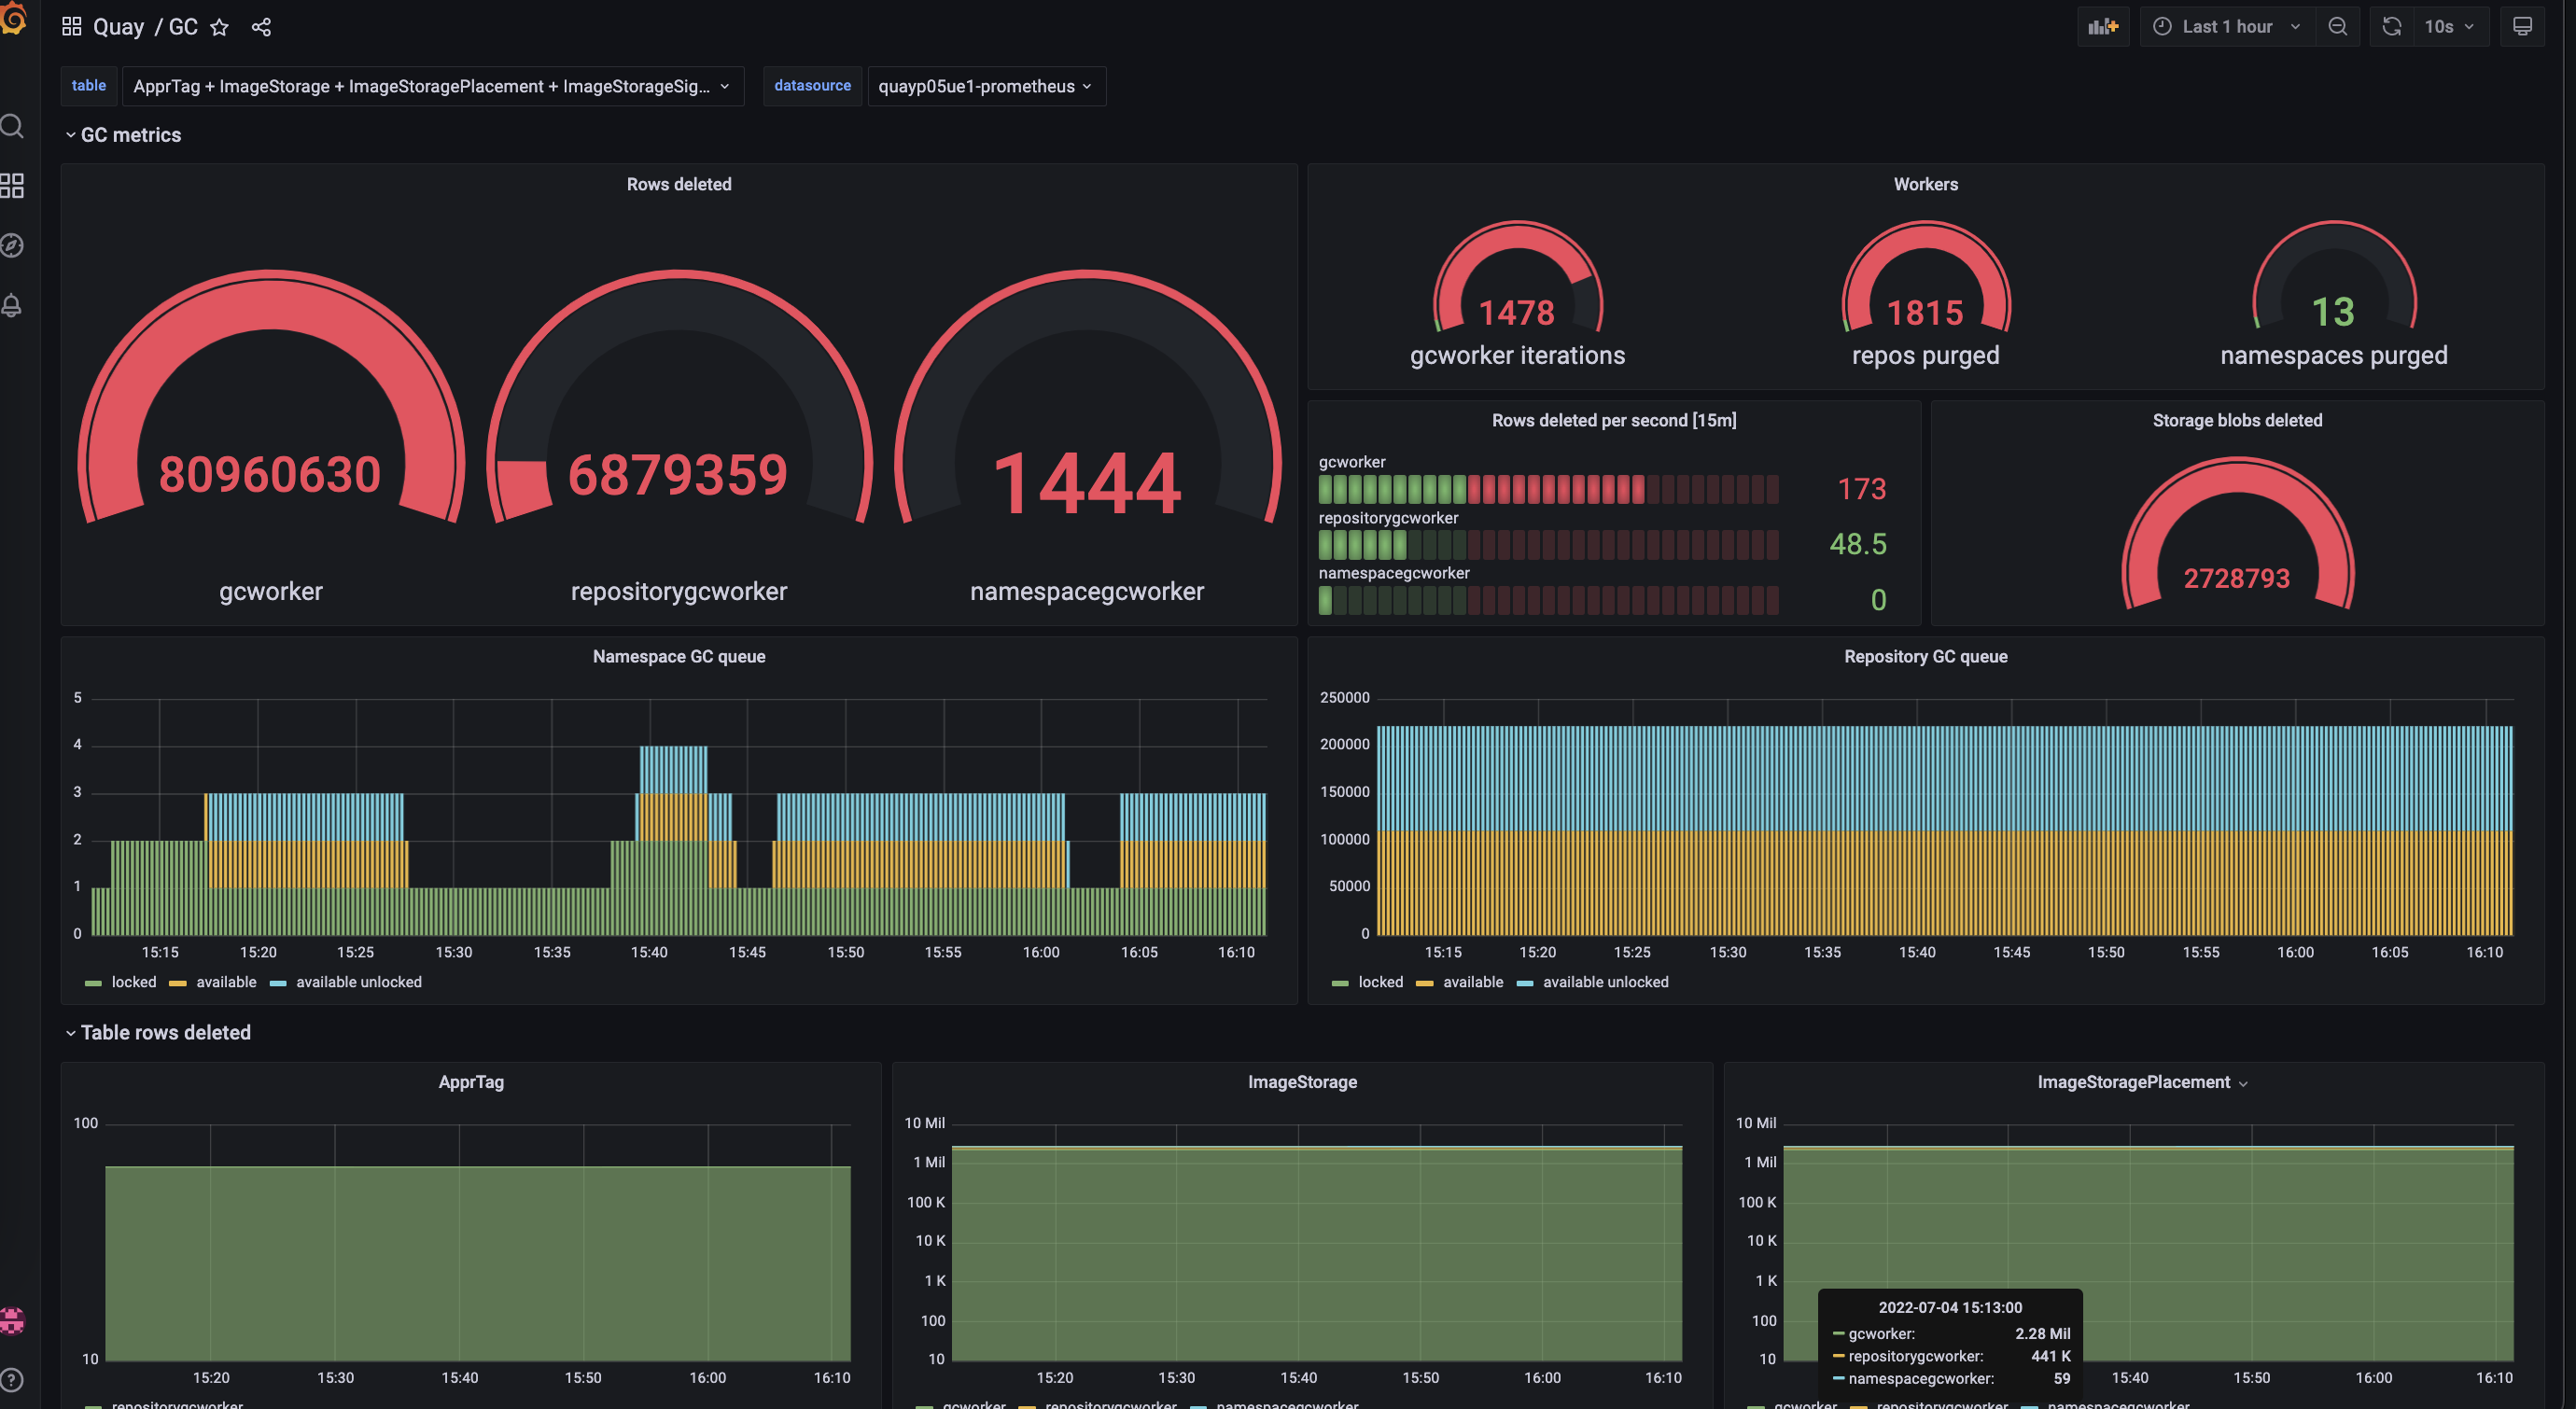 Quay / GC
Last 1 hour
10s
table
ApprTag + ImageStorage + ImageStoragePlacement + ImageStorageSig...
datasource
quayp05ue1-prometheus
GC metrics
Rows deleted
80960630
gcworker
6879359
repositorygcworker
1444
namespacegcworker
Workers
1478
gcworker iterations
1815
repos purged
13
namespaces purged
Rows deleted per second [15m]
gcworker
173
repositorygcworker
48.5
namespacegcworker
0
Storage blobs deleted
2728793
Namespace GC queue
5
4
3
2
1
0
15:15 15:20 15:25 15:30 15:35 15:40 15:45 15:50 15:55 16:00 16:05 16:10
locked available available unlocked
Repository GC queue
250000
200000
150000
100000
50000
0
15:15 15:20 15:25 15:30 15:35 15:40 15:45 15:50 15:55 16:00 16:05 16:10
locked available available unlocked
Table rows deleted
ApprTag
100
10
15:20 15:30 15:40 15:50 16:00 16:10
repositorygcworker
ImageStorage
10 Mil
1 Mil
100 K
10 K
1 K
100
10
15:20 15:30 15:40 15:50 16:00 16:10
gcworker repositorygcworker namespacegcworker
ImageStoragePlacement
10 Mil
1 Mil
100 K
10 K
1 K
100
10
2022-07-04 15:13:00
gcworker: 2.28 Mil
repositorygcworker: 441 K
namespacegcworker: 59
15:40 15:50 16:00 16:10
gcworker repositorygcworker namespacegcworker